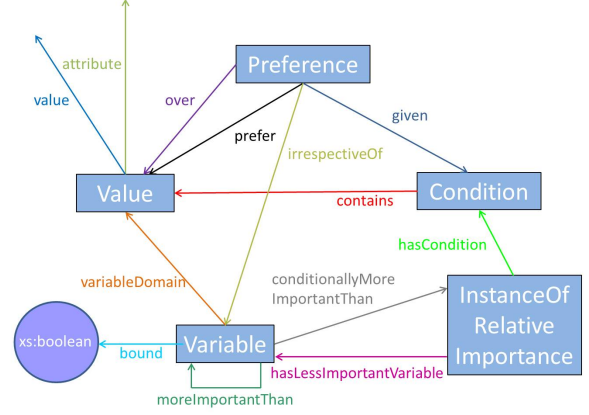 attribute
Preference
value
over
given
prefer
irrespectiveOf
Value
Condition
contains
hasCondition
variableDomain
conditionallyMore
ImportantThan
InstanceOf
Relative
Importance
xs:boolean
bound
Variable
hasLessImportantVariable
moreImportantThan